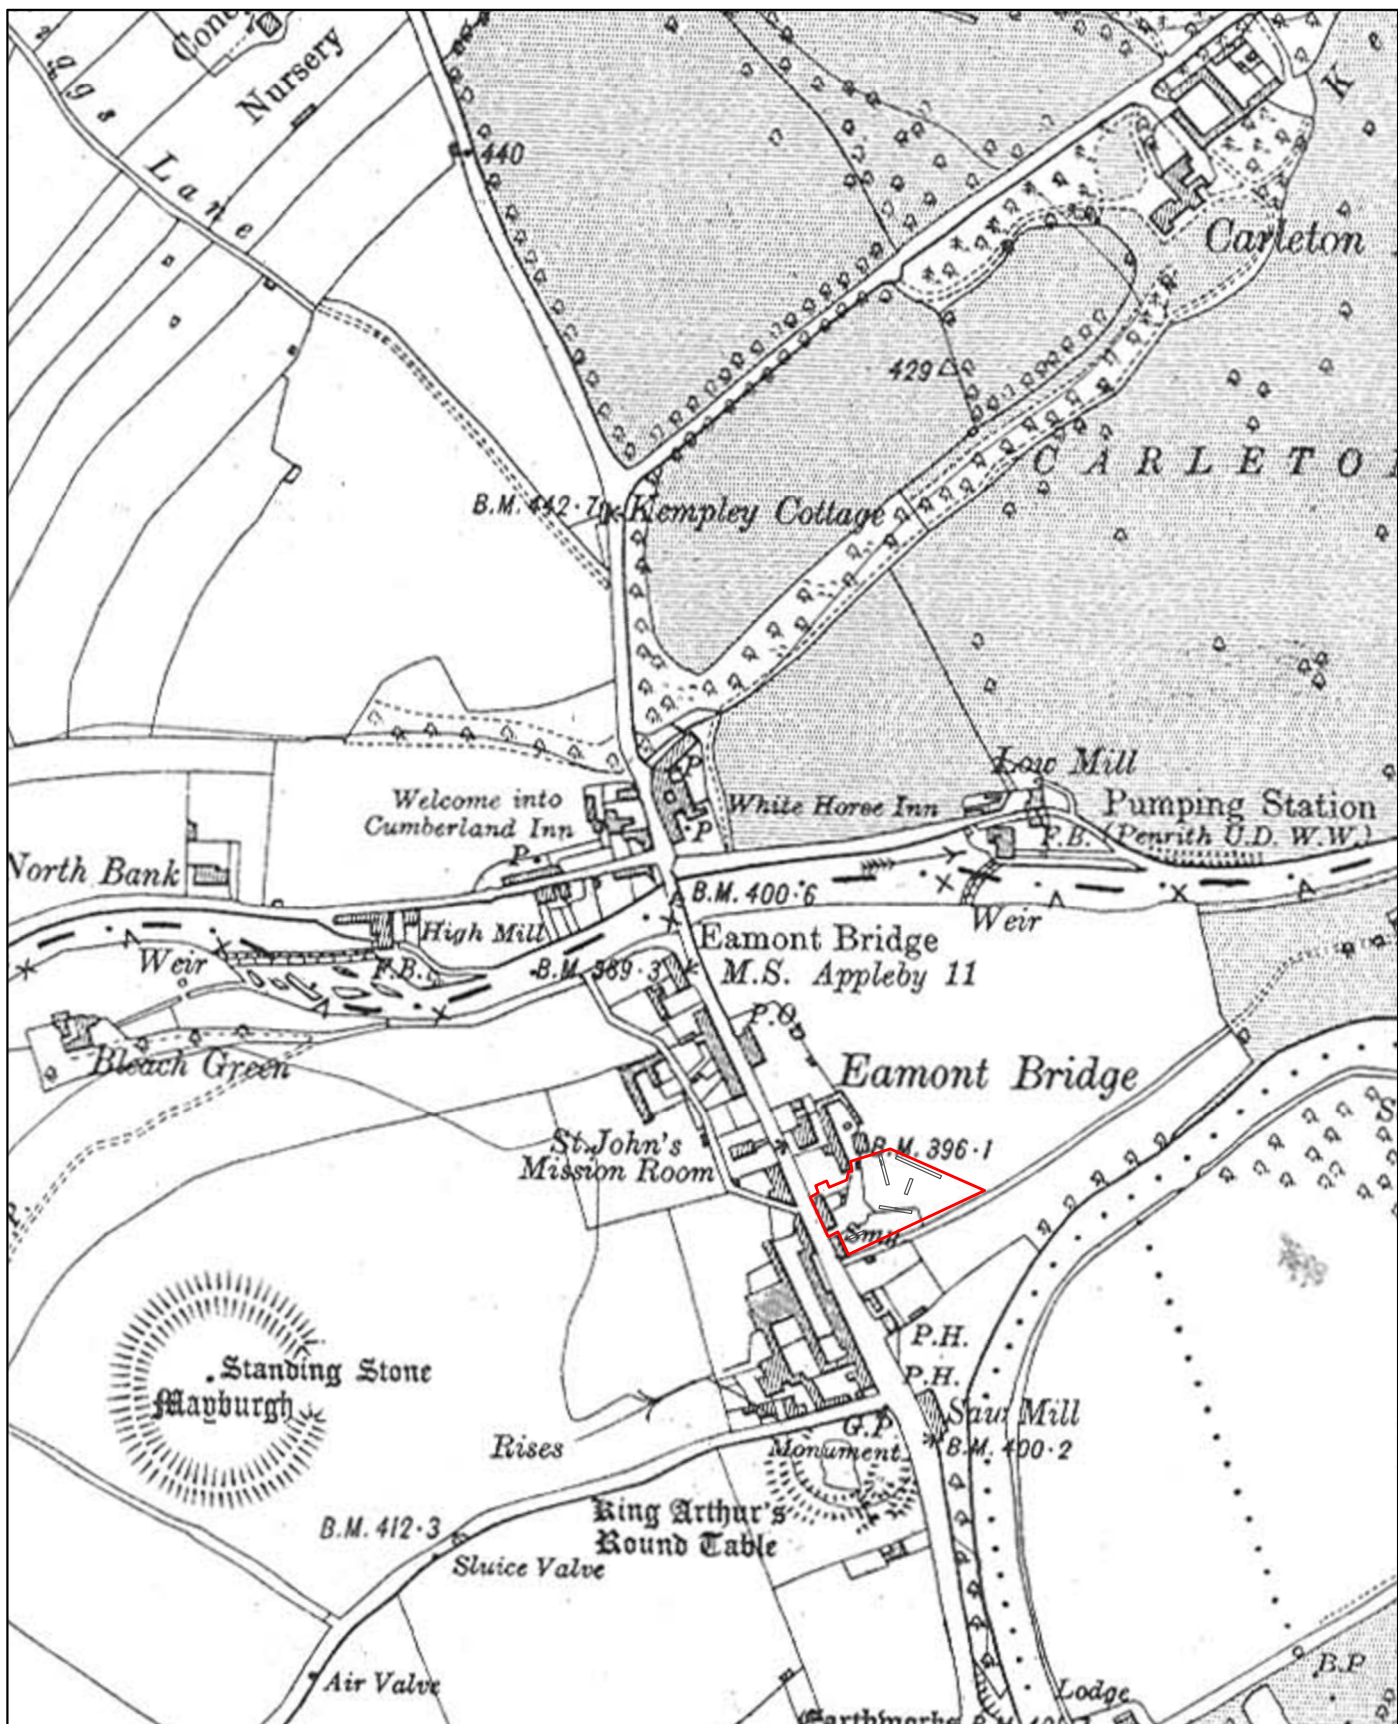 Nursery
ggs Lane
440
K
Carleton
429
CARLETO
B.M. 442·7
Kempley Cottage
Low Mill
Welcome into
Cumberland Inn
P
White Horse Inn
P
Pumping Station
F.B. (Penrith U.D. W.W.)
P
North Bank
B.M. 400·6
Weir
High Mill
Eamont Bridge
Weir
F.B.
B.M. 389·3
M.S. Appleby 11
P.O.
Bleach Green
Eamont Bridge
St. John's
Mission Room
B.M. 396·1
Smy.
P.H.
Standing Stone
Mayburgh
P.H.
Saw Mill
G.P
Rises
Monument
B.M. 400·2
King Arthur's
Round Table
B.M. 412·3
Sluice Valve
Air Valve
B.P
Lodge
Earthworks